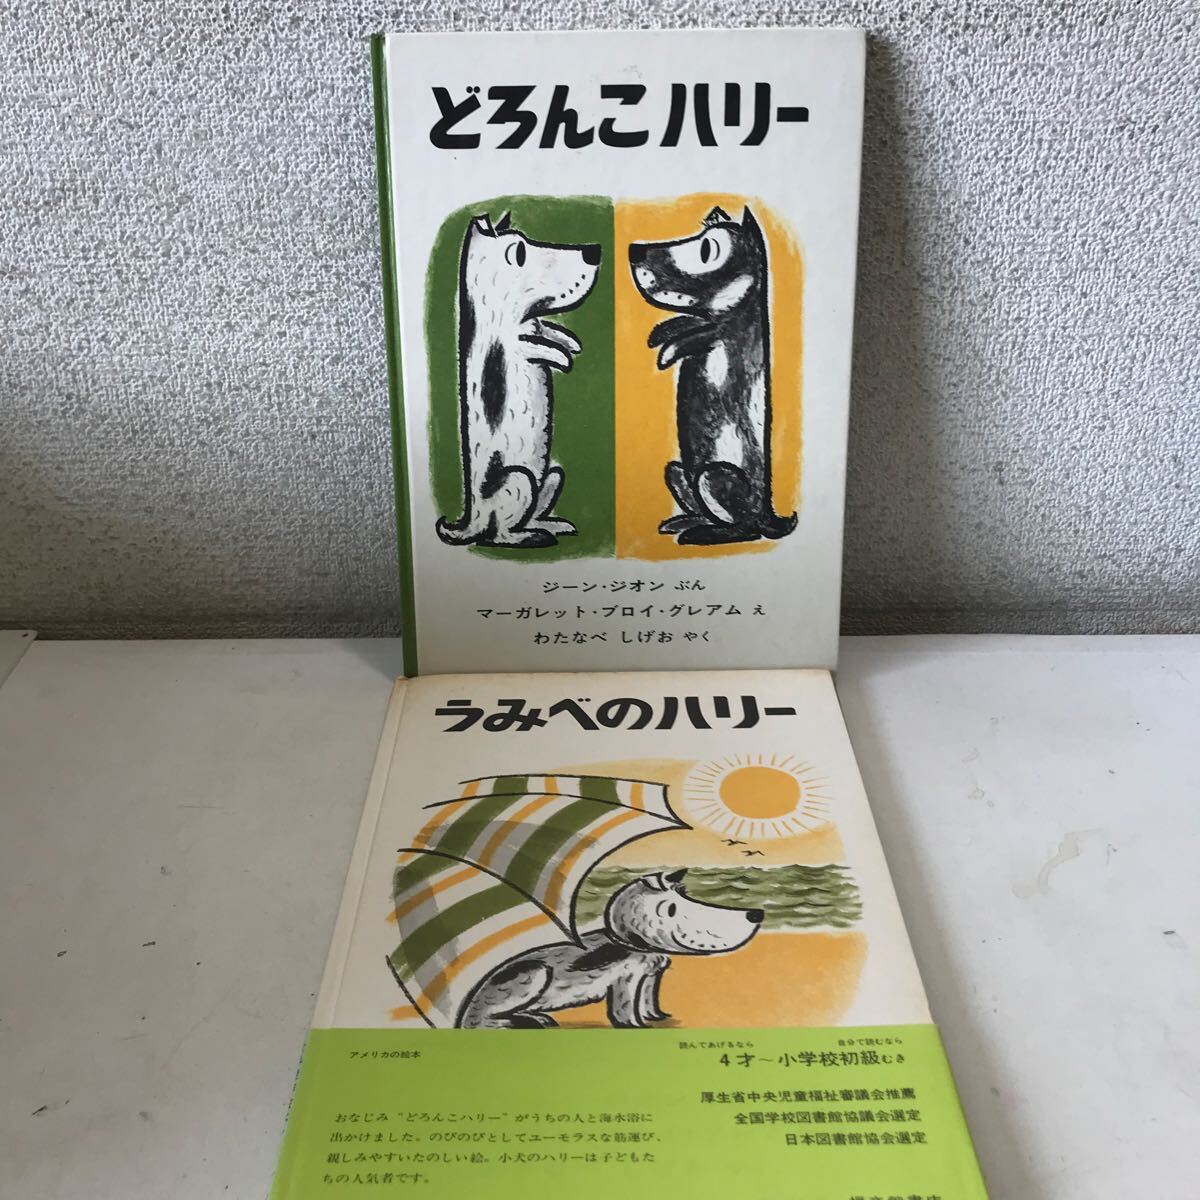 どろんこハリー
ジーン・ジオン ぶん
マーガレット・ブロイ・グレアム え
わたなべ しげお やく
うみべのハリー
アメリカの絵本
読んであげるなら 自分で読むなら
4才～小学校初級むき
厚生省中央児童福祉審議会推薦
全国学校図書館協議会選定
日本図書館協会選定
おなじみ“どろんこハリー”がうちの人と海水浴に
出かけました。のびのびとしてユーモラスな筋運び、
親しみやすいたのしい絵。小犬のハリーは子どもた
ちの人気者です。
福音館書店